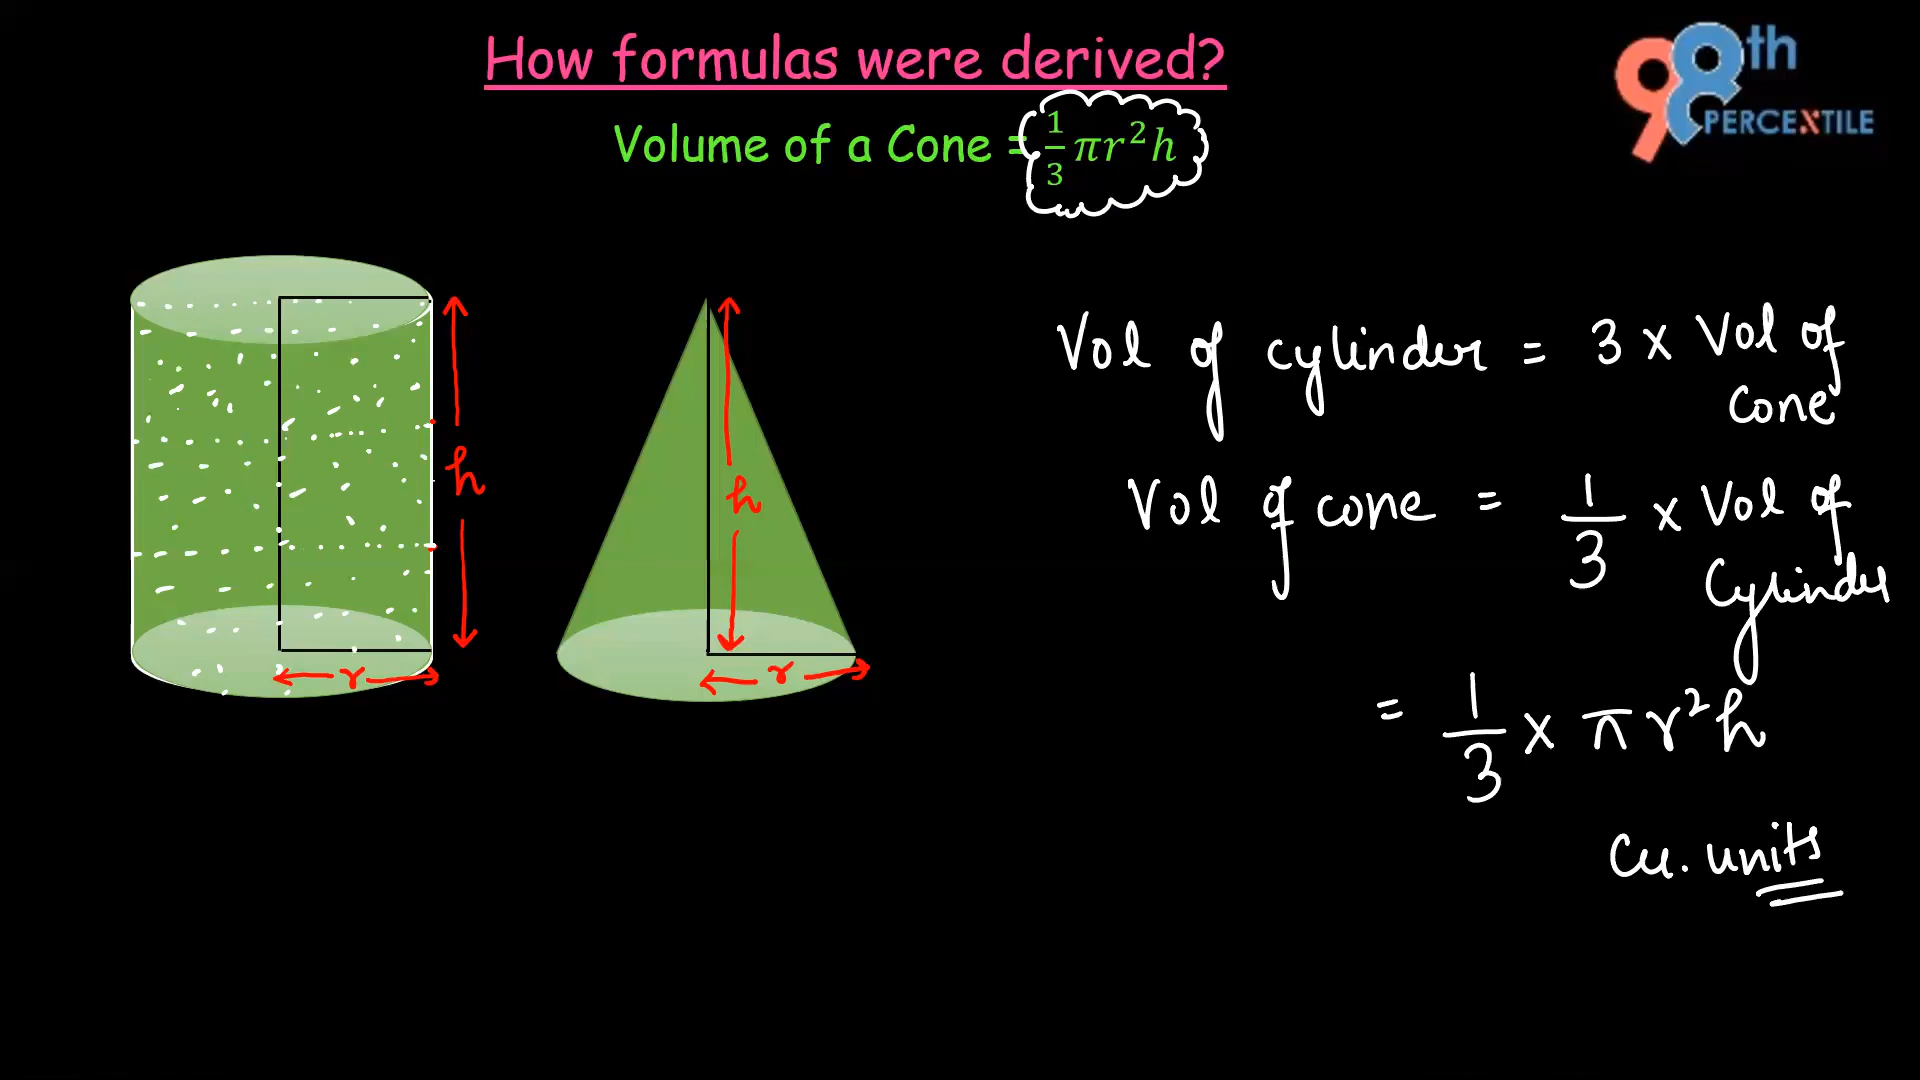 How formulas were derived?
98th
PERCEXTILE
Volume of a Cone = 1/3 πr²h
h
r
h
r
Vol of cylinder = 3 × Vol of
cone
Vol of cone = 1/3 × Vol of
Cylinder
= 1/3 × πr²h
Cu. units